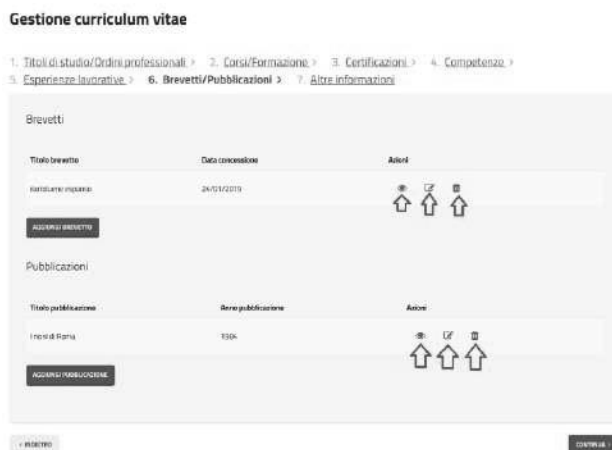 Gestione curriculum vitae
1. Titoli di studio/Ordini professionali > 2. Corsi/Formazione > 3. Certificazioni > 4. Competenze >
5. Esperienze lavorative > 6. Brevetti/Pubblicazioni > 7. Altre informazioni
Brevetti
Titolo brevetto Data concessione Azioni
24/01/2019
AGGIUNGI BREVETTO
Pubblicazioni
Titolo pubblicazione Anno pubblicazione Azioni
di Roma
AGGIUNGI PUBBLICAZIONE
< INDIETRO CONTINUA >